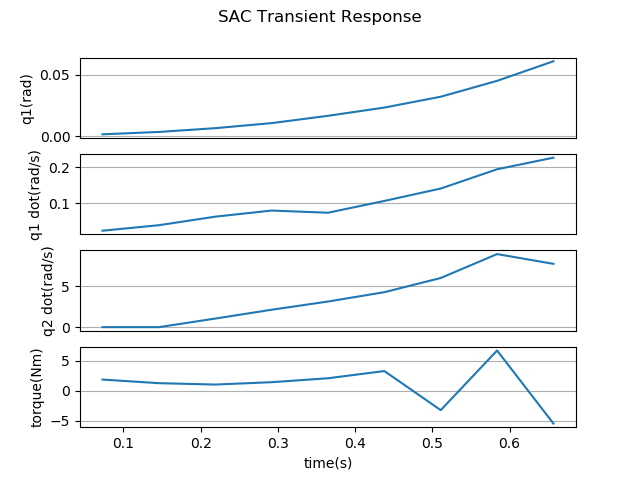 SAC Transient Response
0.05
0.00
q1(rad)
0.2
0.1
q1 dot(rad/s)
5
0
q2 dot(rad/s)
5
0
−5
torque(Nm)
0.1 0.2 0.3 0.4 0.5 0.6
time(s)